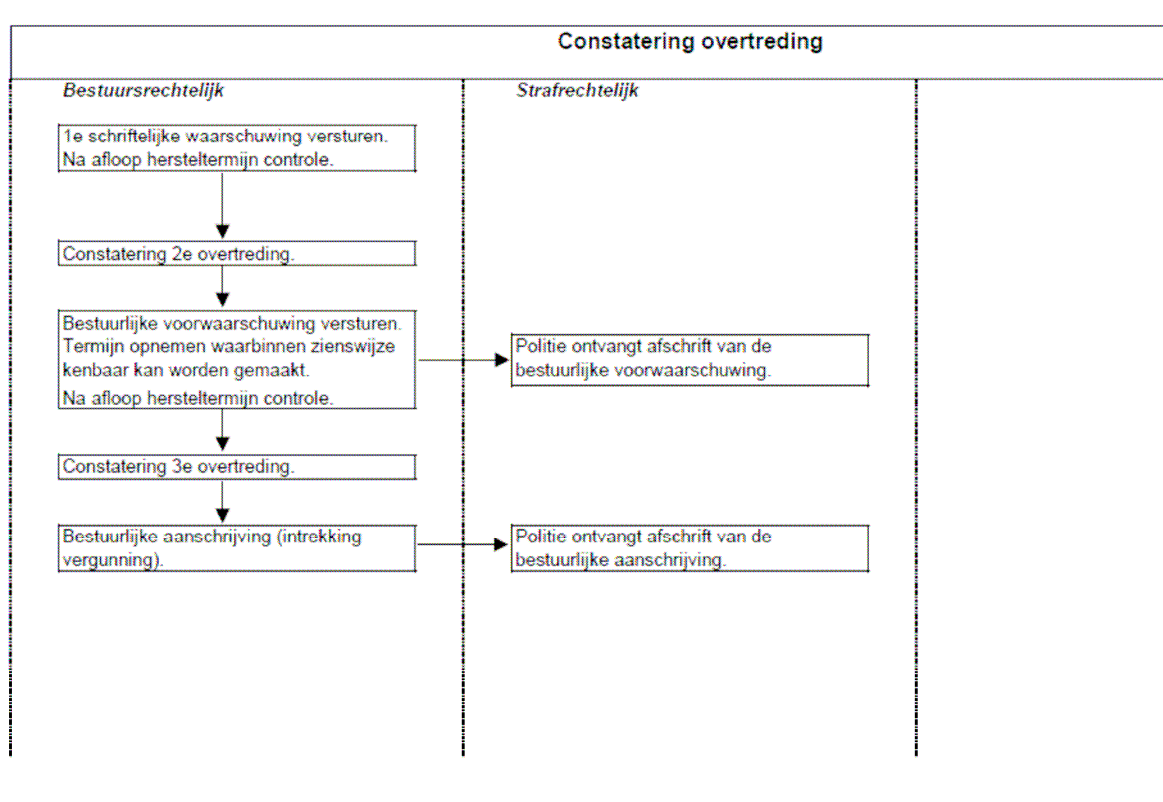 Constatering overtreding
Bestuursrechtelijk
Strafrechtelijk
1e schriftelijke waarschuwing versturen.
Na afloop hersteltermijn controle.
Constatering 2e overtreding.
Bestuurlijke voorwaarschuwing versturen.
Termijn opnemen waarbinnen zienswijze
kenbaar kan worden gemaakt.
Na afloop hersteltermijn controle.
Politie ontvangt afschrift van de
bestuurlijke voorwaarschuwing.
Constatering 3e overtreding.
Bestuurlijke aanschrijving (intrekking
vergunning).
Politie ontvangt afschrift van de
bestuurlijke aanschrijving.